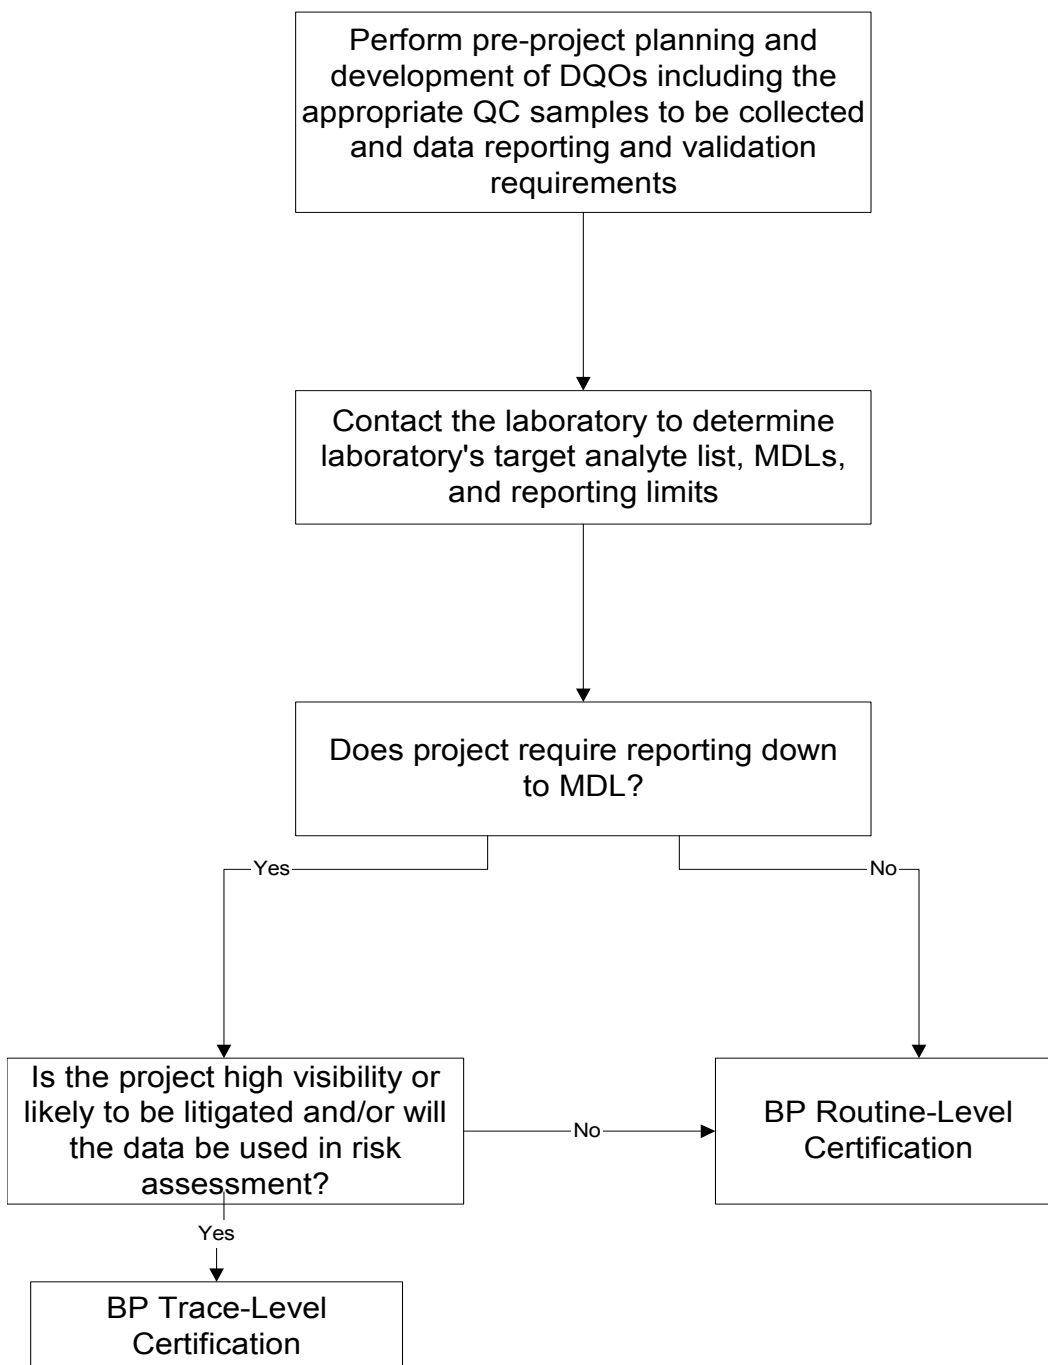 Perform pre-project planning and
development of DQOs including the
appropriate QC samples to be collected
and data reporting and validation
requirements
Contact the laboratory to determine
laboratory's target analyte list, MDLs,
and reporting limits
Does project require reporting down
to MDL?
Yes
No
Is the project high visibility or
likely to be litigated and/or will
the data be used in risk
assessment?
No
BP Routine-Level
Certification
Yes
BP Trace-Level
Certification